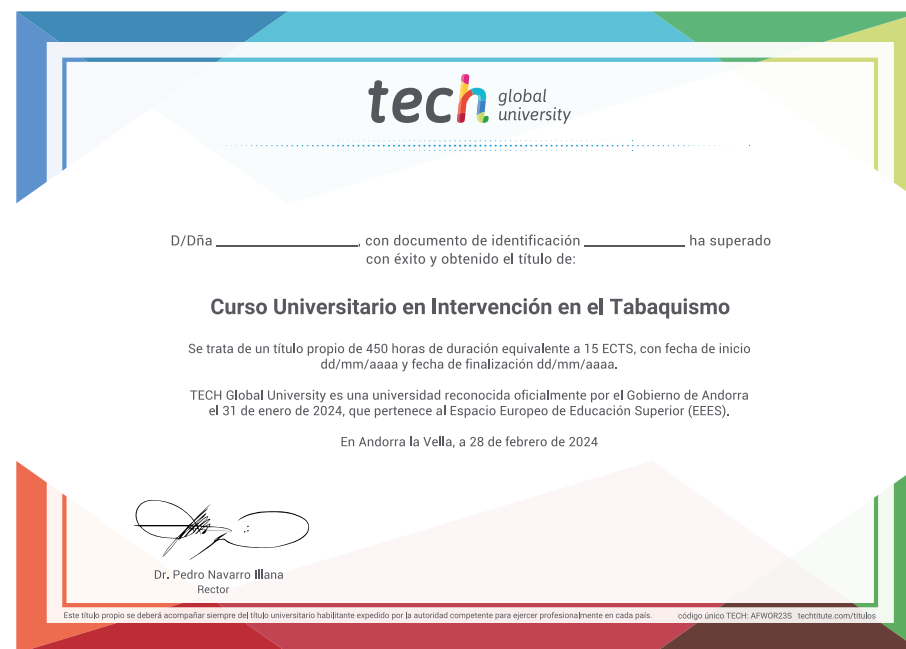 tech global university
D/Dña ____________________, con documento de identificación ______________ ha superado
con éxito y obtenido el título de:
Curso Universitario en Intervención en el Tabaquismo
Se trata de un título propio de 450 horas de duración equivalente a 15 ECTS, con fecha de inicio
dd/mm/aaaa y fecha de finalización dd/mm/aaaa.
TECH Global University es una universidad reconocida oficialmente por el Gobierno de Andorra
el 31 de enero de 2024, que pertenece al Espacio Europeo de Educación Superior (EEES).
En Andorra la Vella, a 28 de febrero de 2024
Dr. Pedro Navarro Illana
Rector
Este título propio se deberá acompañar siempre del título universitario habilitante expedido por la autoridad competente para ejercer profesionalmente en cada país. código único TECH: AFWOR23S techtitute.com/titulos